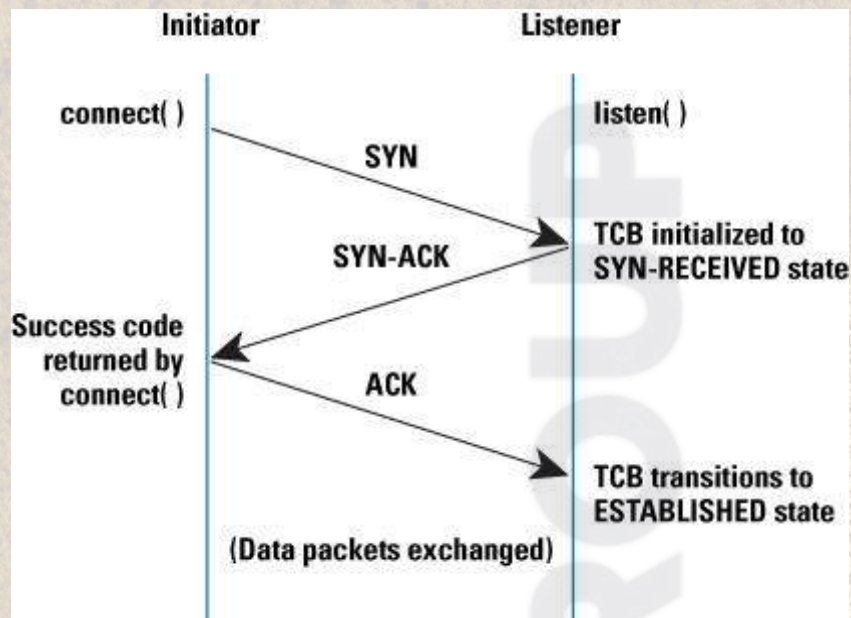 Initiator
Listener
connect( )
listen( )
SYN
TCB initialized to
SYN-RECEIVED state
SYN-ACK
Success code
returned by
connect( )
ACK
TCB transitions to
ESTABLISHED state
(Data packets exchanged)
ROUP